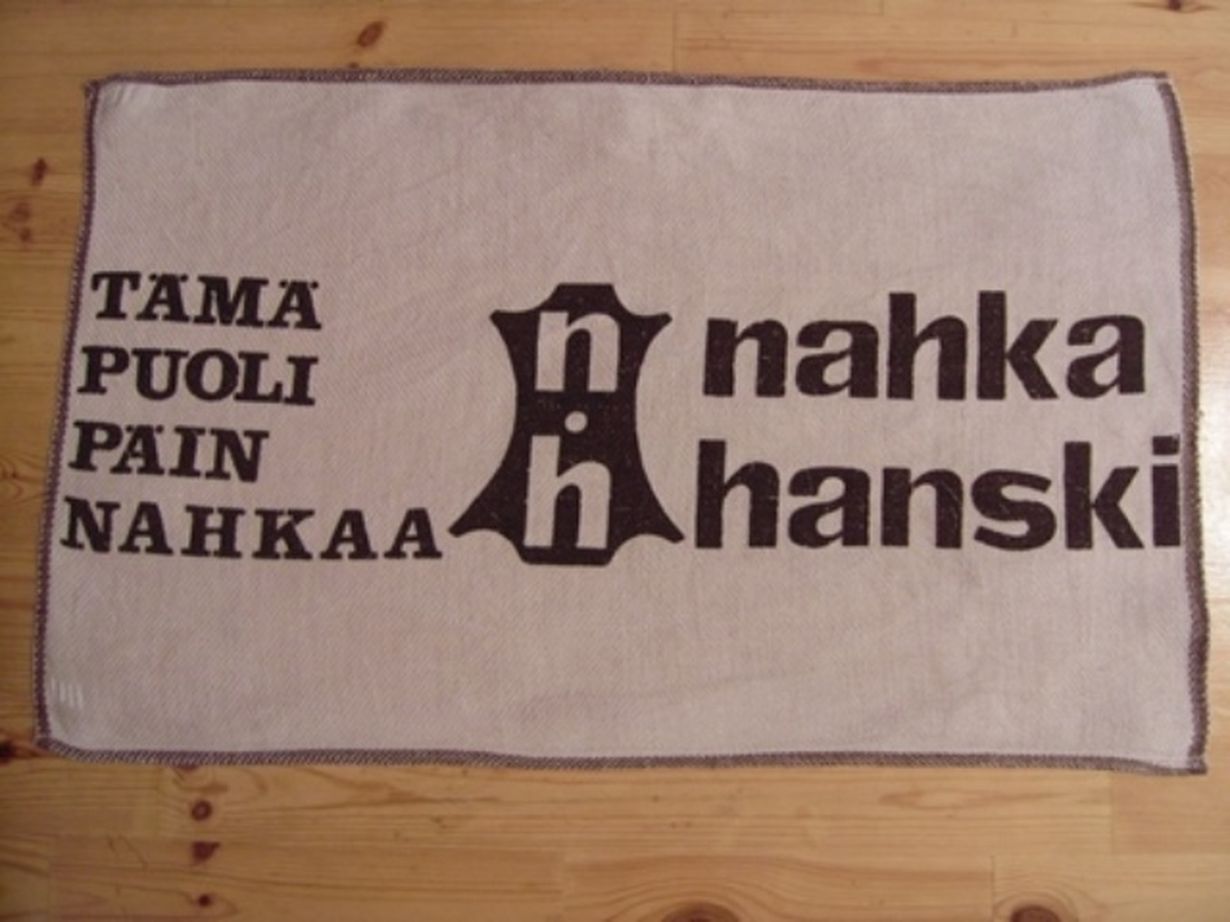 TÄMÄ
PUOLI
PÄIN
NAHKAA
n
h
nahka
hanski